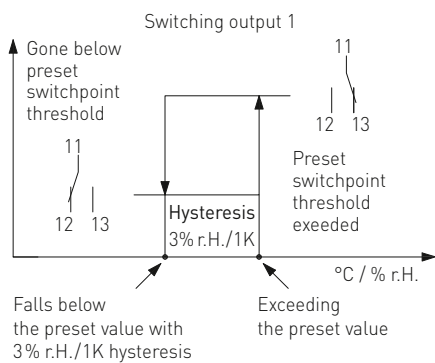 Switching output 1
Gone below
preset
switchpoint
threshold
11
12 13
11
12 13
Preset
switchpoint
threshold
exeeded
Hysteresis
3% r.H./1K
°C / % r.H.
Falls below
the preset value with
3% r.H./1K hysteresis
Exceeding
the preset value